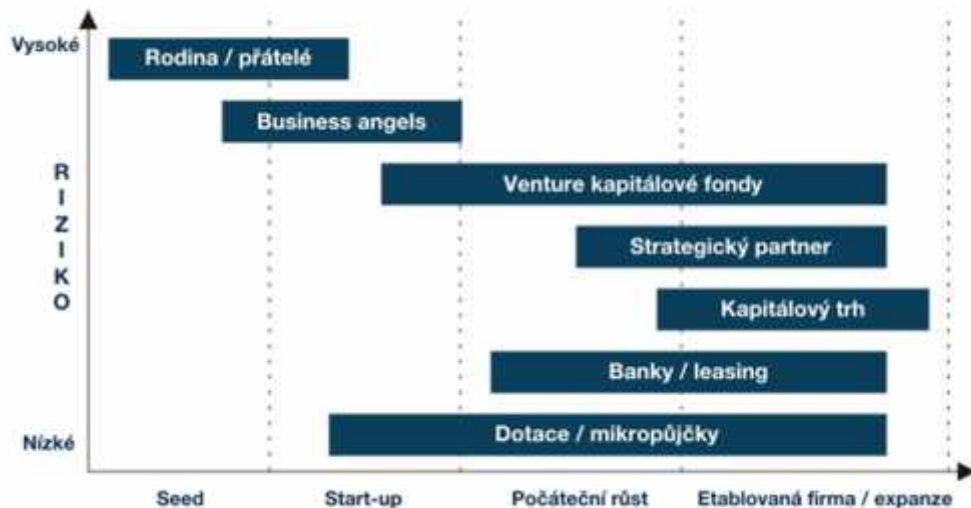 Vysoké
Rodina / přátelé
Business angels
Venture kapitálové fondy
Strategický partner
Kapitálový trh
Banky / leasing
Dotace / mikropůjčky
RIZIKO
Nízké
Seed
Start-up
Počáteční růst
Etablovaná firma / expanze